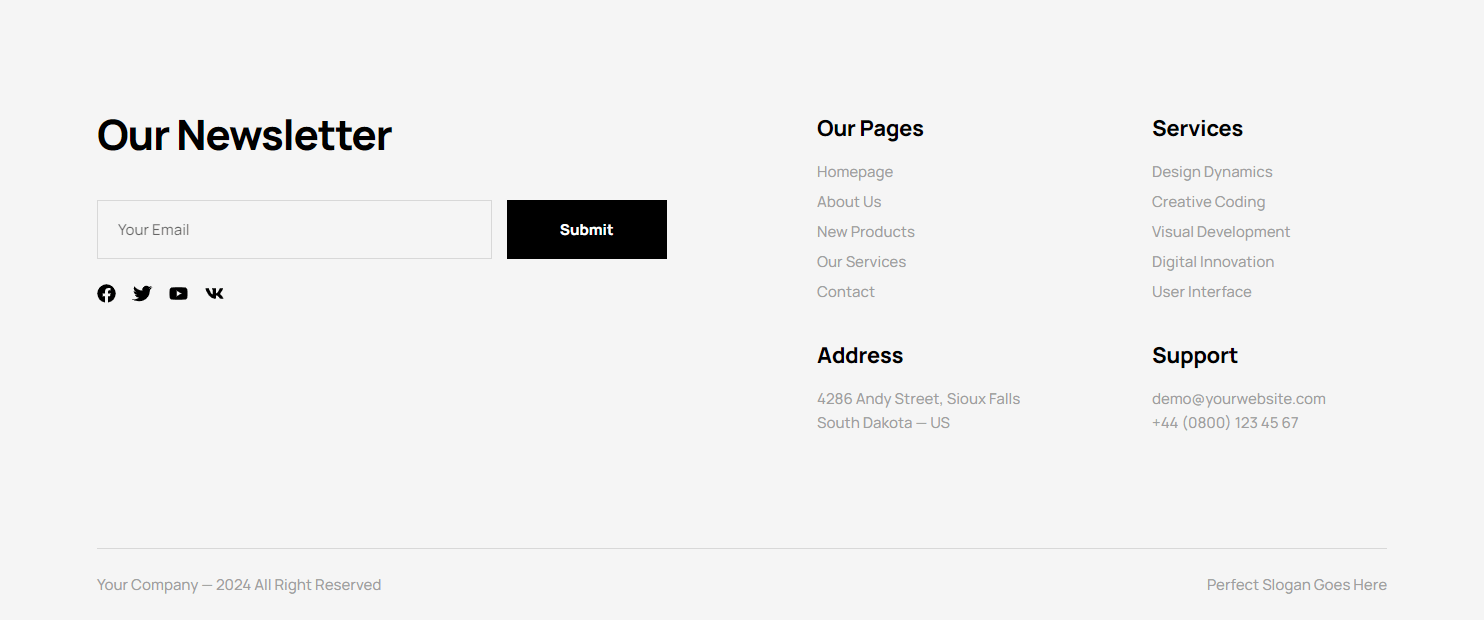 Our Newsletter
Your Email
Submit
Our Pages
Homepage
About Us
New Products
Our Services
Contact
Services
Design Dynamics
Creative Coding
Visual Development
Digital Innovation
User Interface
Address
4286 Andy Street, Sioux Falls
South Dakota — US
Support
demo@yourwebsite.com
+44 (0800) 123 45 67
Your Company — 2024 All Right Reserved
Perfect Slogan Goes Here